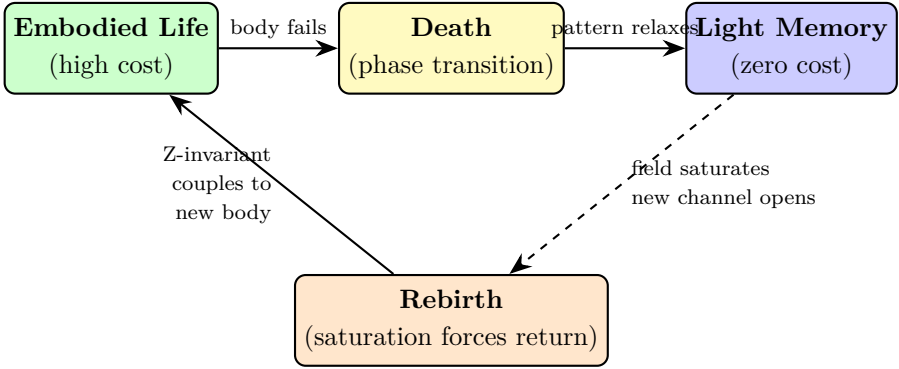 Embodied Life
(high cost)
body fails
Death
(phase transition)
pattern relaxes
Light Memory
(zero cost)
Z-invariant
couples to
new body
field saturates
new channel opens
Rebirth
(saturation forces return)